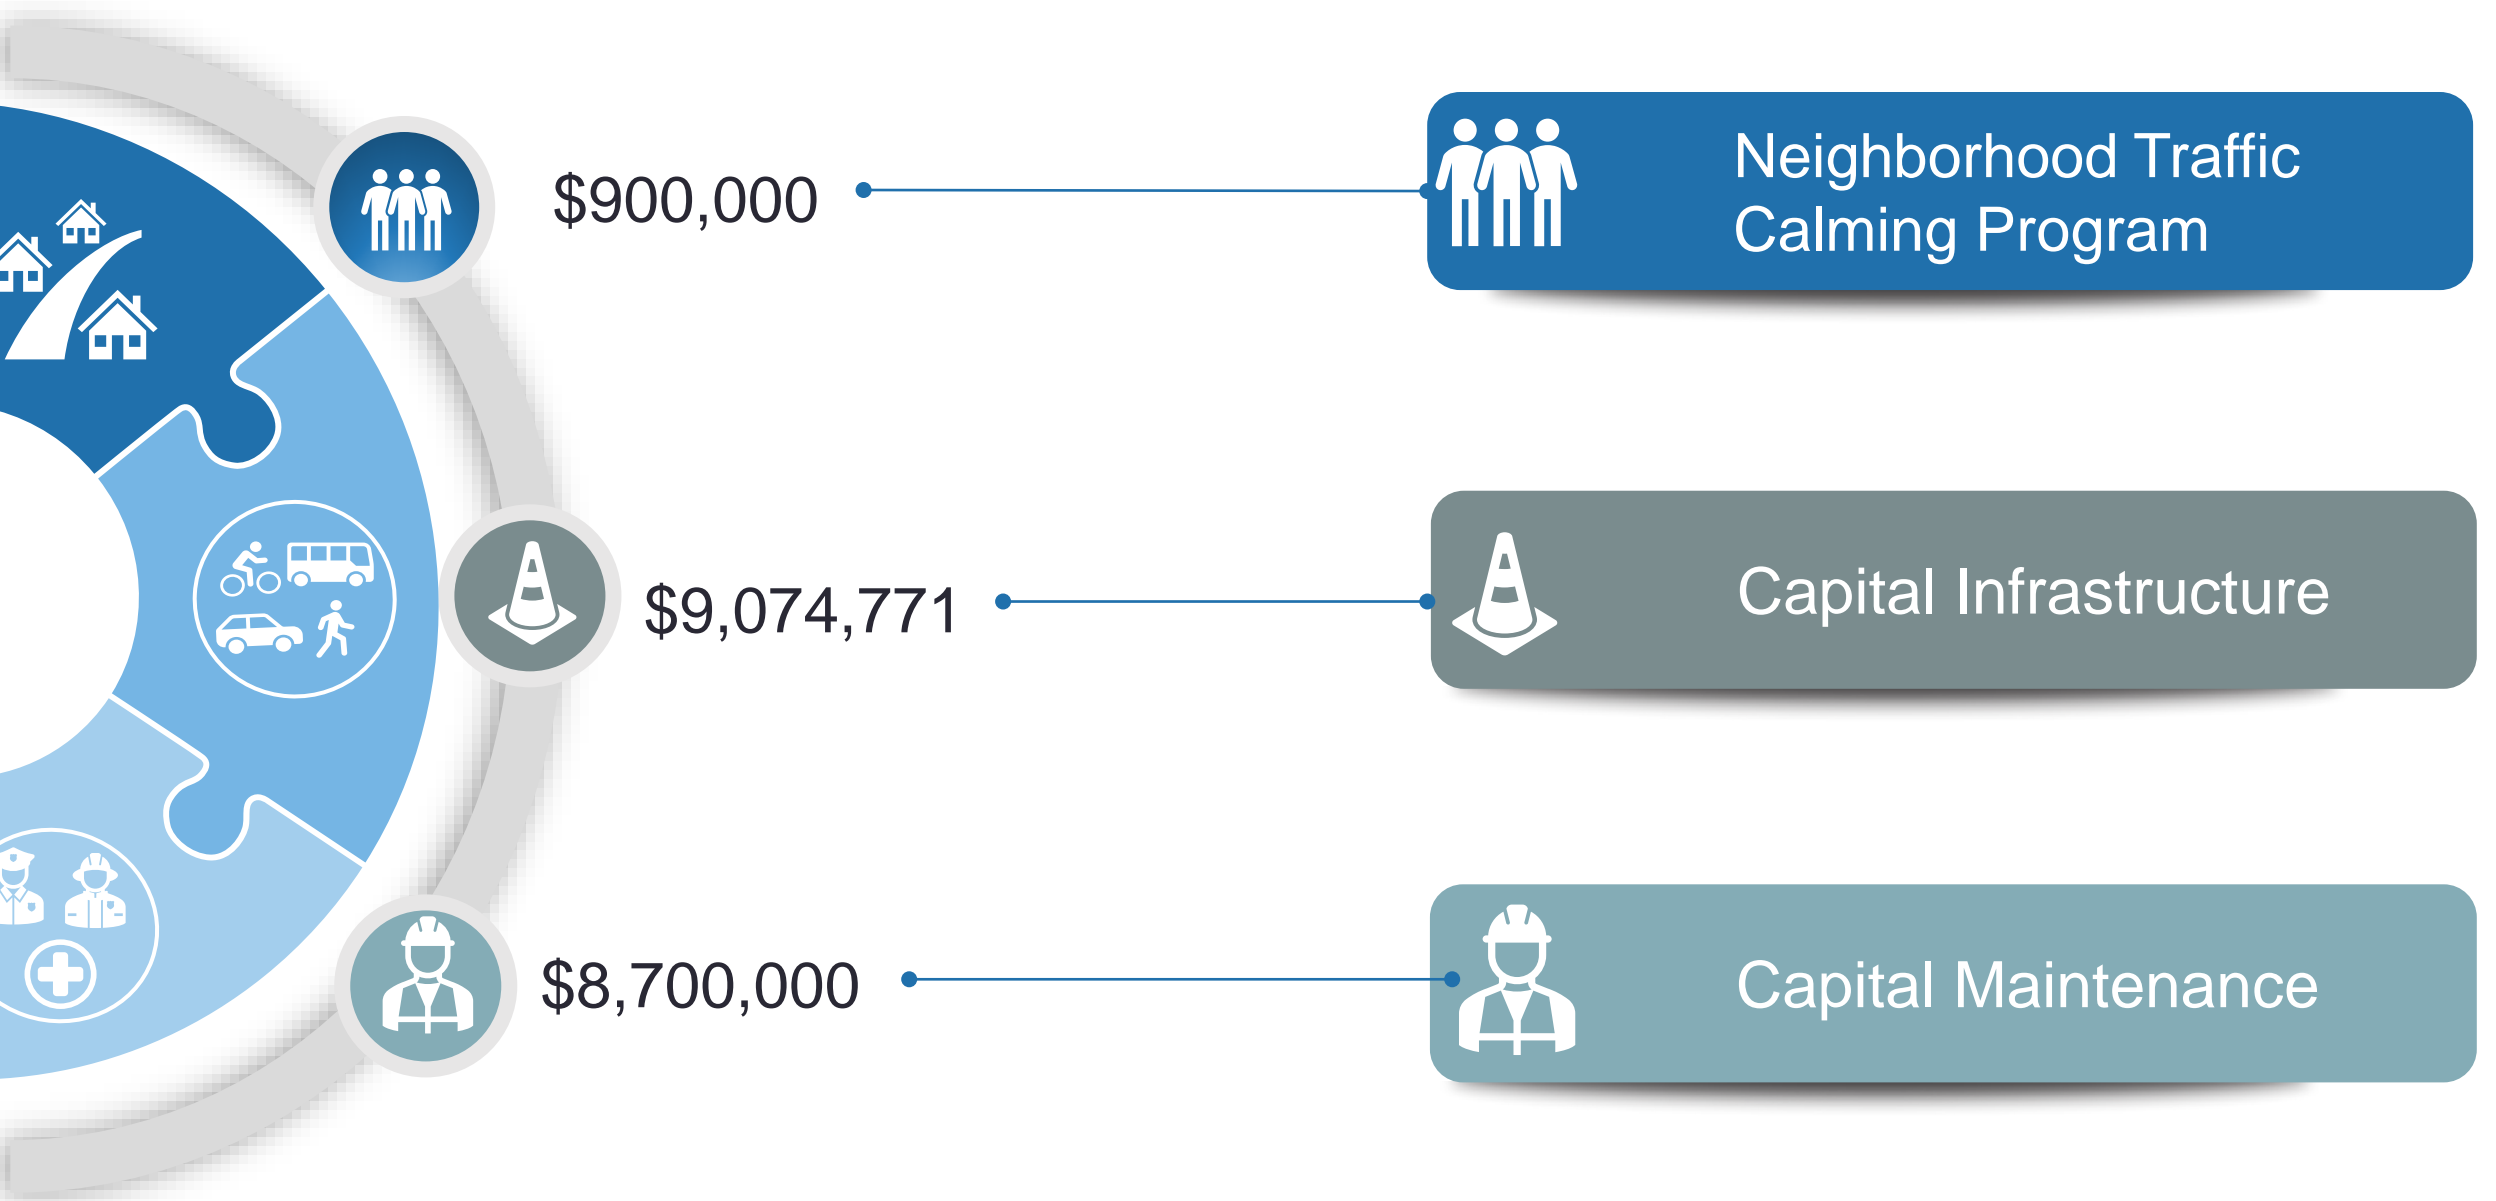 $900,000
Neighborhood Traffic
Calming Program
$9,074,771
Capital Infrastructure
$8,700,000
Capital Maintenance